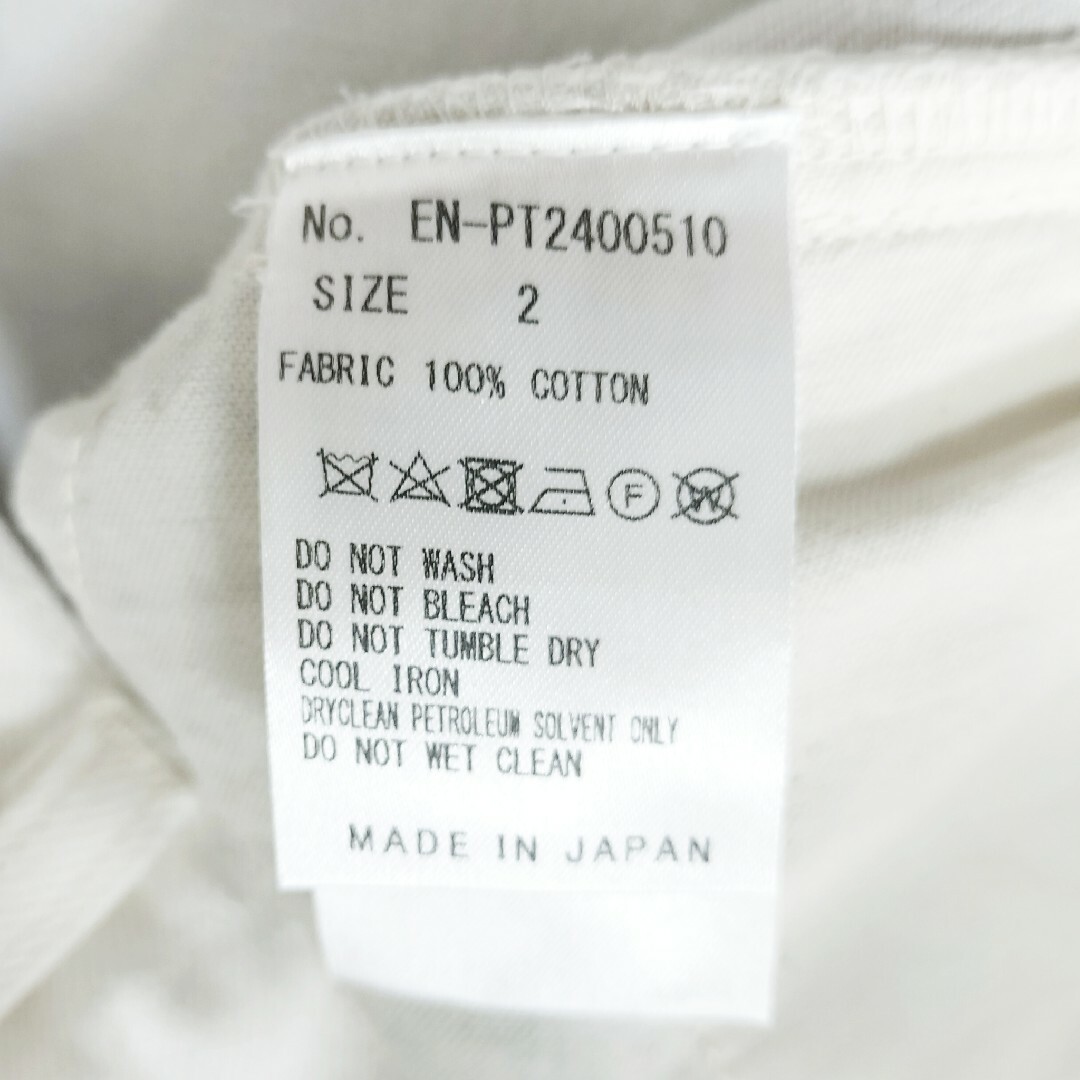 No. EN-PT2400510
SIZE 2
FABRIC 100% COTTON
F W
DO NOT WASH
DO NOT BLEACH
DO NOT TUMBLE DRY
COOL IRON
DRYCLEAN PETROLEUM SOLVENT ONLY
DO NOT WET CLEAN
MADE IN JAPAN